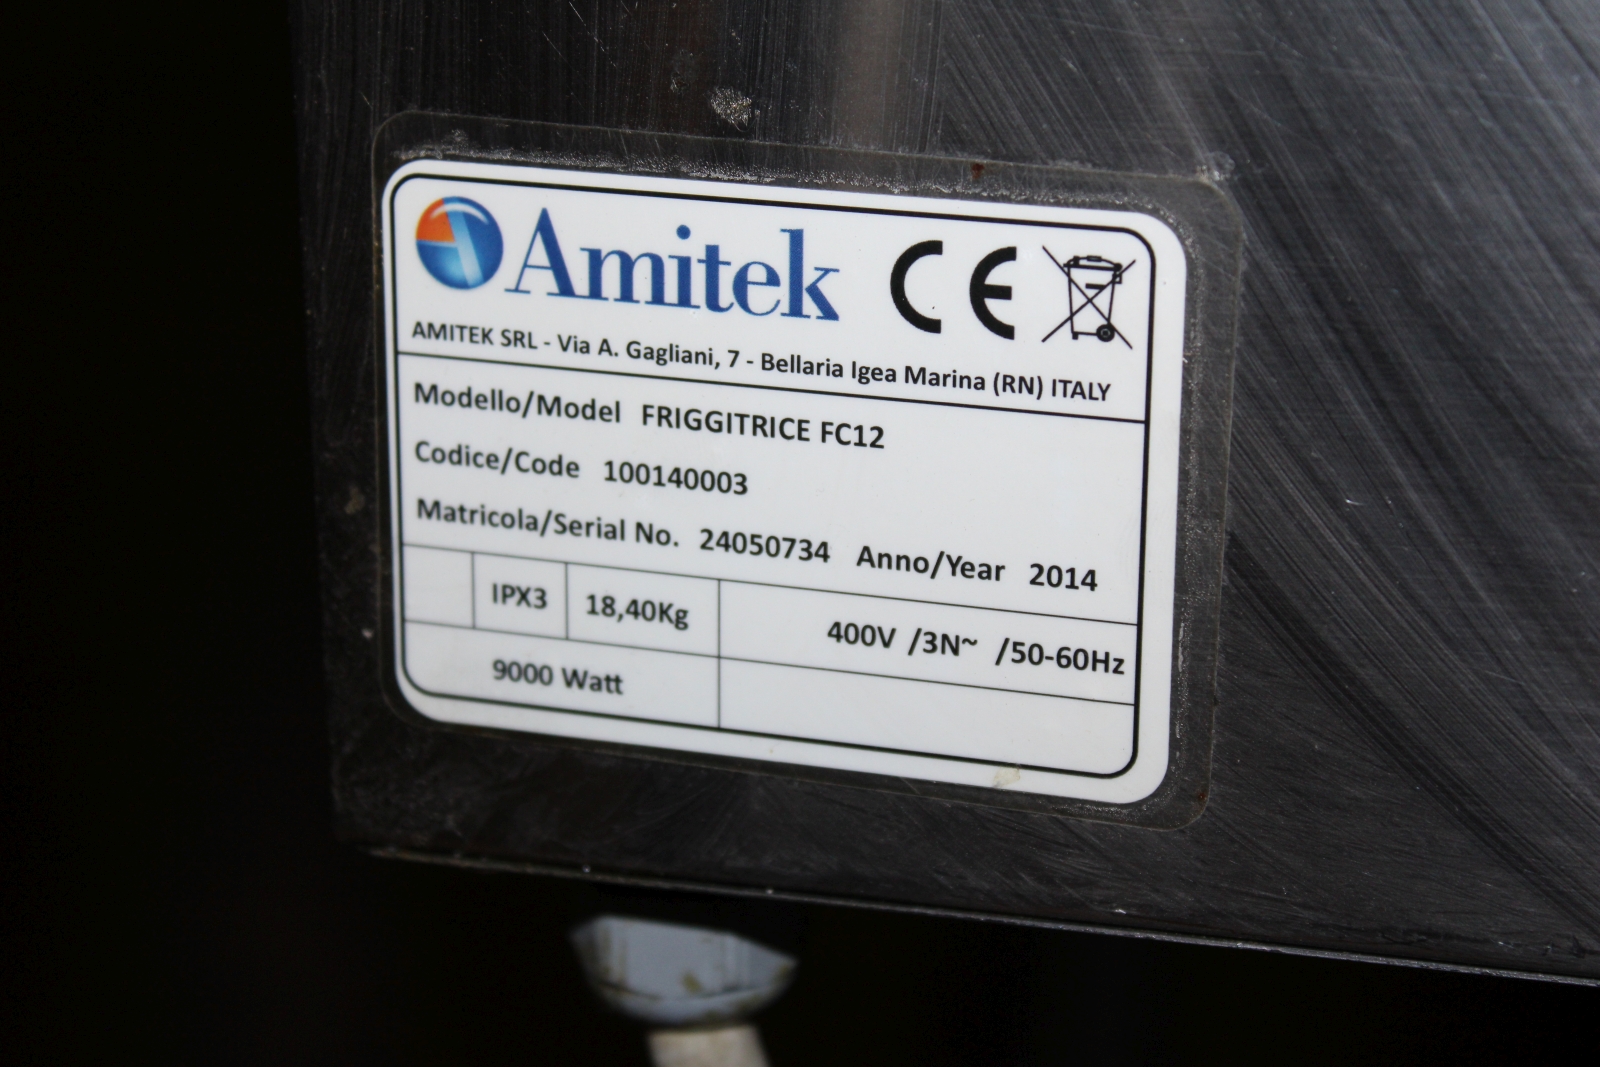 Amitek CE
AMITEK SRL - Via A. Gagliani, 7 - Bellaria Igea Marina (RN) ITALY
Modello/Model FRIGGITRICE FC12
Codice/Code 100140003
Matricola/Serial No. 24050734 Anno/Year 2014
IPX3 18,40Kg 400V /3N~ /50-60Hz
9000 Watt